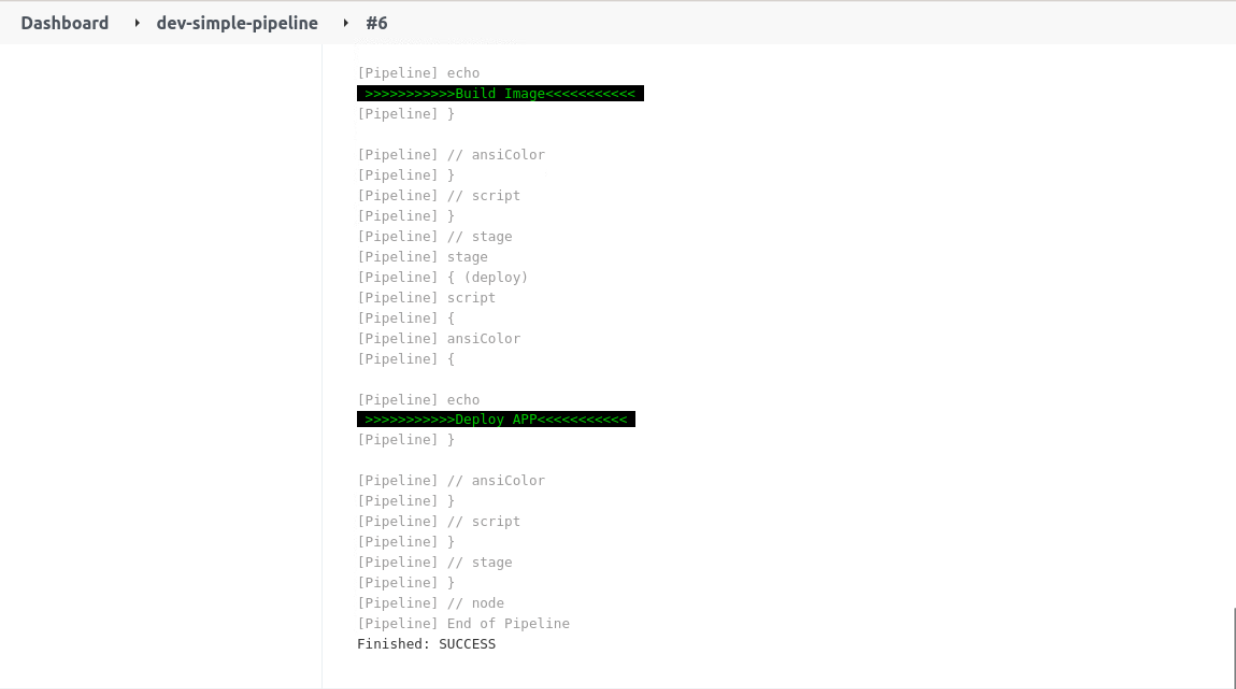 Dashboard ▸ dev-simple-pipeline ▸ #6
[Pipeline] echo
>>>>>>>>>>>Build Image<<<<<<<<<<<
[Pipeline] }
[Pipeline] // ansiColor
[Pipeline] }
[Pipeline] // script
[Pipeline] }
[Pipeline] // stage
[Pipeline] stage
[Pipeline] { (deploy)
[Pipeline] script
[Pipeline] {
[Pipeline] ansiColor
[Pipeline] {
[Pipeline] echo
>>>>>>>>>>>Deploy APP<<<<<<<<<<<
[Pipeline] }
[Pipeline] // ansiColor
[Pipeline] }
[Pipeline] // script
[Pipeline] }
[Pipeline] // stage
[Pipeline] }
[Pipeline] // node
[Pipeline] End of Pipeline
Finished: SUCCESS